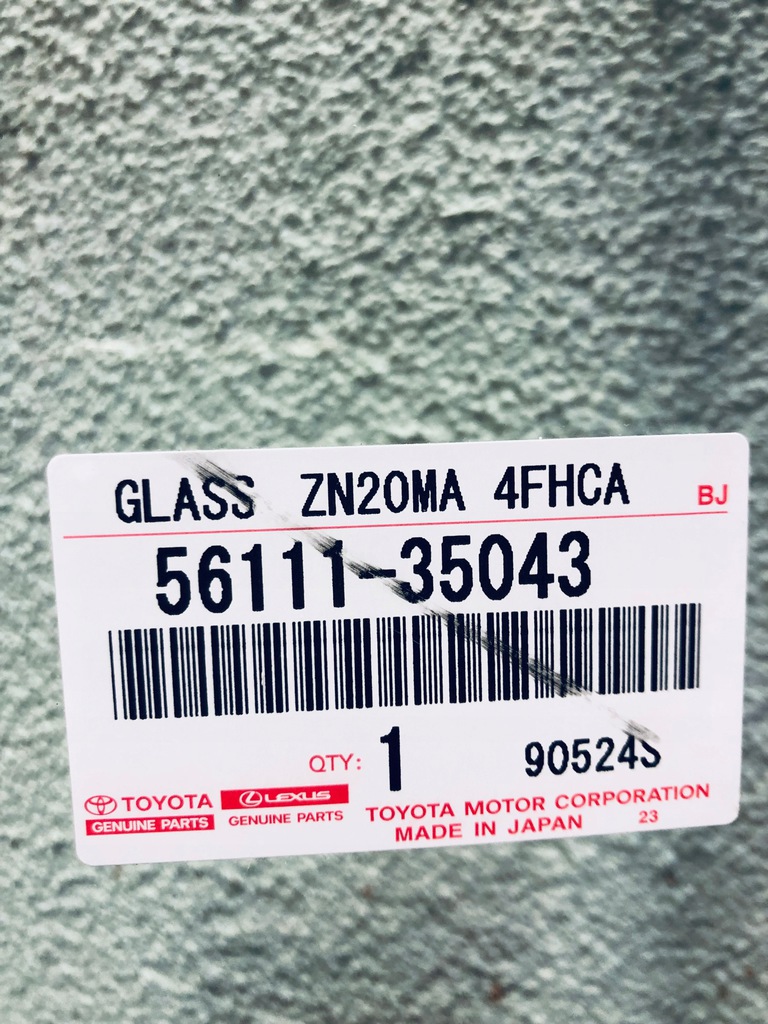 GLASS ZN20MA 4FHCA BJ
56111-35043
QTY: 1 90524S
TOYOTA GENUINE PARTS
LEXUS GENUINE PARTS
TOYOTA MOTOR CORPORATION
MADE IN JAPAN 23